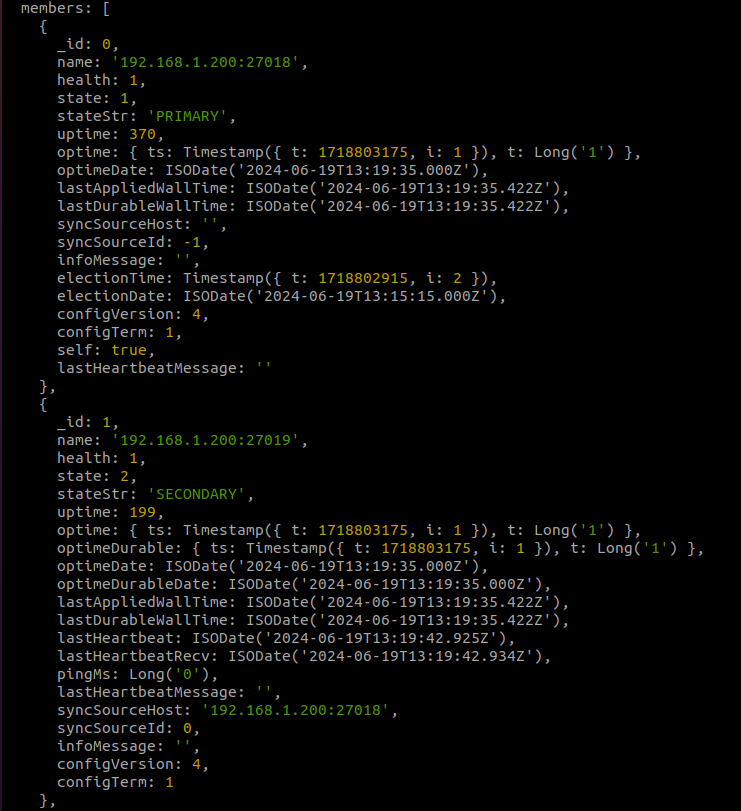 members: [
{
_id: 0,
name: '192.168.1.200:27018',
health: 1,
state: 1,
stateStr: 'PRIMARY',
uptime: 370,
optime: { ts: Timestamp({ t: 1718803175, i: 1 }), t: Long('1') },
optimeDate: ISODate('2024-06-19T13:19:35.000Z'),
lastAppliedWallTime: ISODate('2024-06-19T13:19:35.422Z'),
lastDurableWallTime: ISODate('2024-06-19T13:19:35.422Z'),
syncSourceHost: '',
syncSourceId: -1,
infoMessage: '',
electionTime: Timestamp({ t: 1718802915, i: 2 }),
electionDate: ISODate('2024-06-19T13:15:15.000Z'),
configVersion: 4,
configTerm: 1,
self: true,
lastHeartbeatMessage: ''
},
{
_id: 1,
name: '192.168.1.200:27019',
health: 1,
state: 2,
stateStr: 'SECONDARY',
uptime: 199,
optime: { ts: Timestamp({ t: 1718803175, i: 1 }), t: Long('1') },
optimeDurable: { ts: Timestamp({ t: 1718803175, i: 1 }), t: Long('1') },
optimeDate: ISODate('2024-06-19T13:19:35.000Z'),
optimeDurableDate: ISODate('2024-06-19T13:19:35.000Z'),
lastAppliedWallTime: ISODate('2024-06-19T13:19:35.422Z'),
lastDurableWallTime: ISODate('2024-06-19T13:19:35.422Z'),
lastHeartbeat: ISODate('2024-06-19T13:19:42.925Z'),
lastHeartbeatRecv: ISODate('2024-06-19T13:19:42.934Z'),
pingMs: Long('0'),
lastHeartbeatMessage: '',
syncSourceHost: '192.168.1.200:27018',
syncSourceId: 0,
infoMessage: '',
configVersion: 4,
configTerm: 1
},